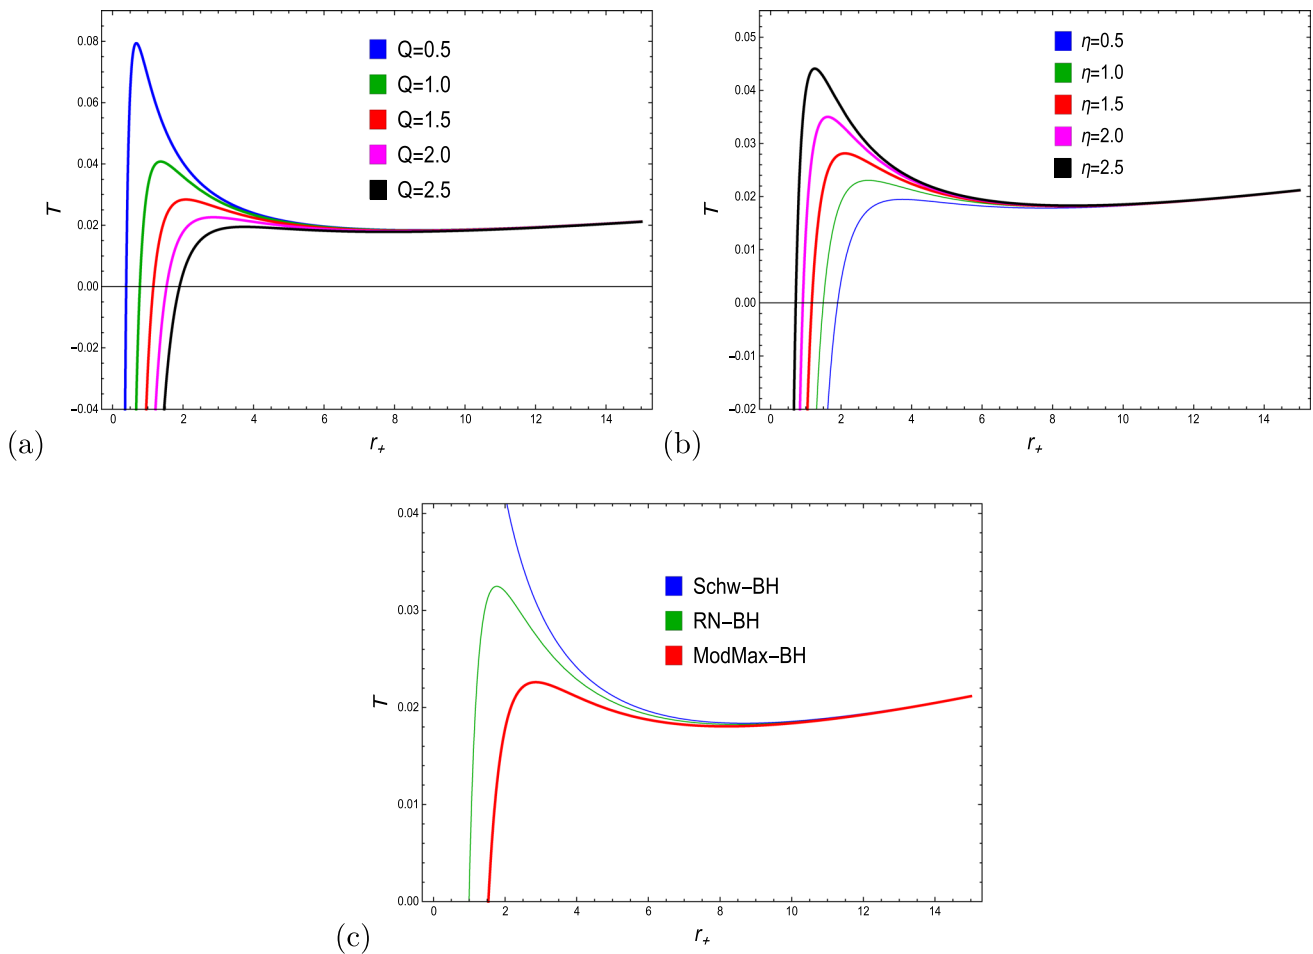 0.08
0.06
0.04
0.02
0.00
−0.02
−0.04
T
0 2 4 6 8 10 12 14
r₊
Q=0.5
Q=1.0
Q=1.5
Q=2.0
Q=2.5
(a)
0.05
0.04
0.03
0.02
0.01
0.00
−0.01
−0.02
T
0 2 4 6 8 10 12 14
r₊
η=0.5
η=1.0
η=1.5
η=2.0
η=2.5
(b)
0.04
0.03
0.02
0.01
0.00
T
0 2 4 6 8 10 12 14
r₊
Schw−BH
RN−BH
ModMax−BH
(c)